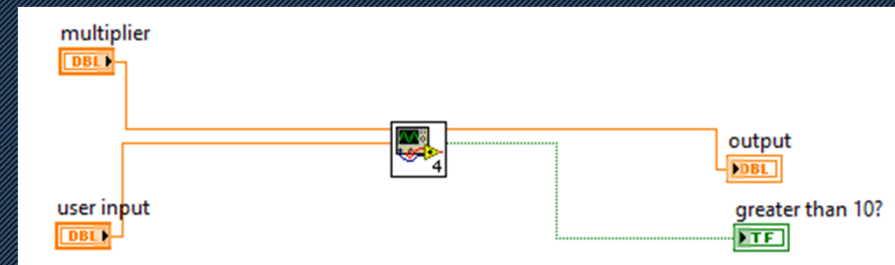 multiplier
DBL
4
output
DBL
user input
DBL
greater than 10?
TF